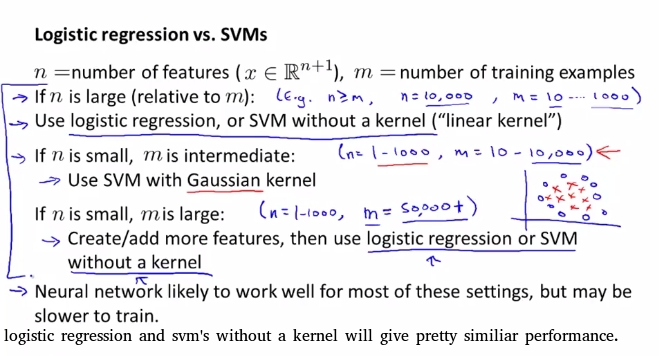 Logistic regression vs. SVMs
n =number of features (x ∈ ℝⁿ⁺¹), m = number of training examples
→ If n is large (relative to m): (E.g. n ≥ m, n = 10,000, m = 10 ... 1000)
→ Use logistic regression, or SVM without a kernel (“linear kernel”)
→ If n is small, m is intermediate: (n = 1-1000, m = 10 - 10,000) ←
→ Use SVM with Gaussian kernel
If n is small, m is large: (n = 1-1000, m = 50,000+)
→ Create/add more features, then use logistic regression or SVM
without a kernel
→ Neural network likely to work well for most of these settings, but may be
slower to train.
logistic regression and svm's without a kernel will give pretty similiar performance.